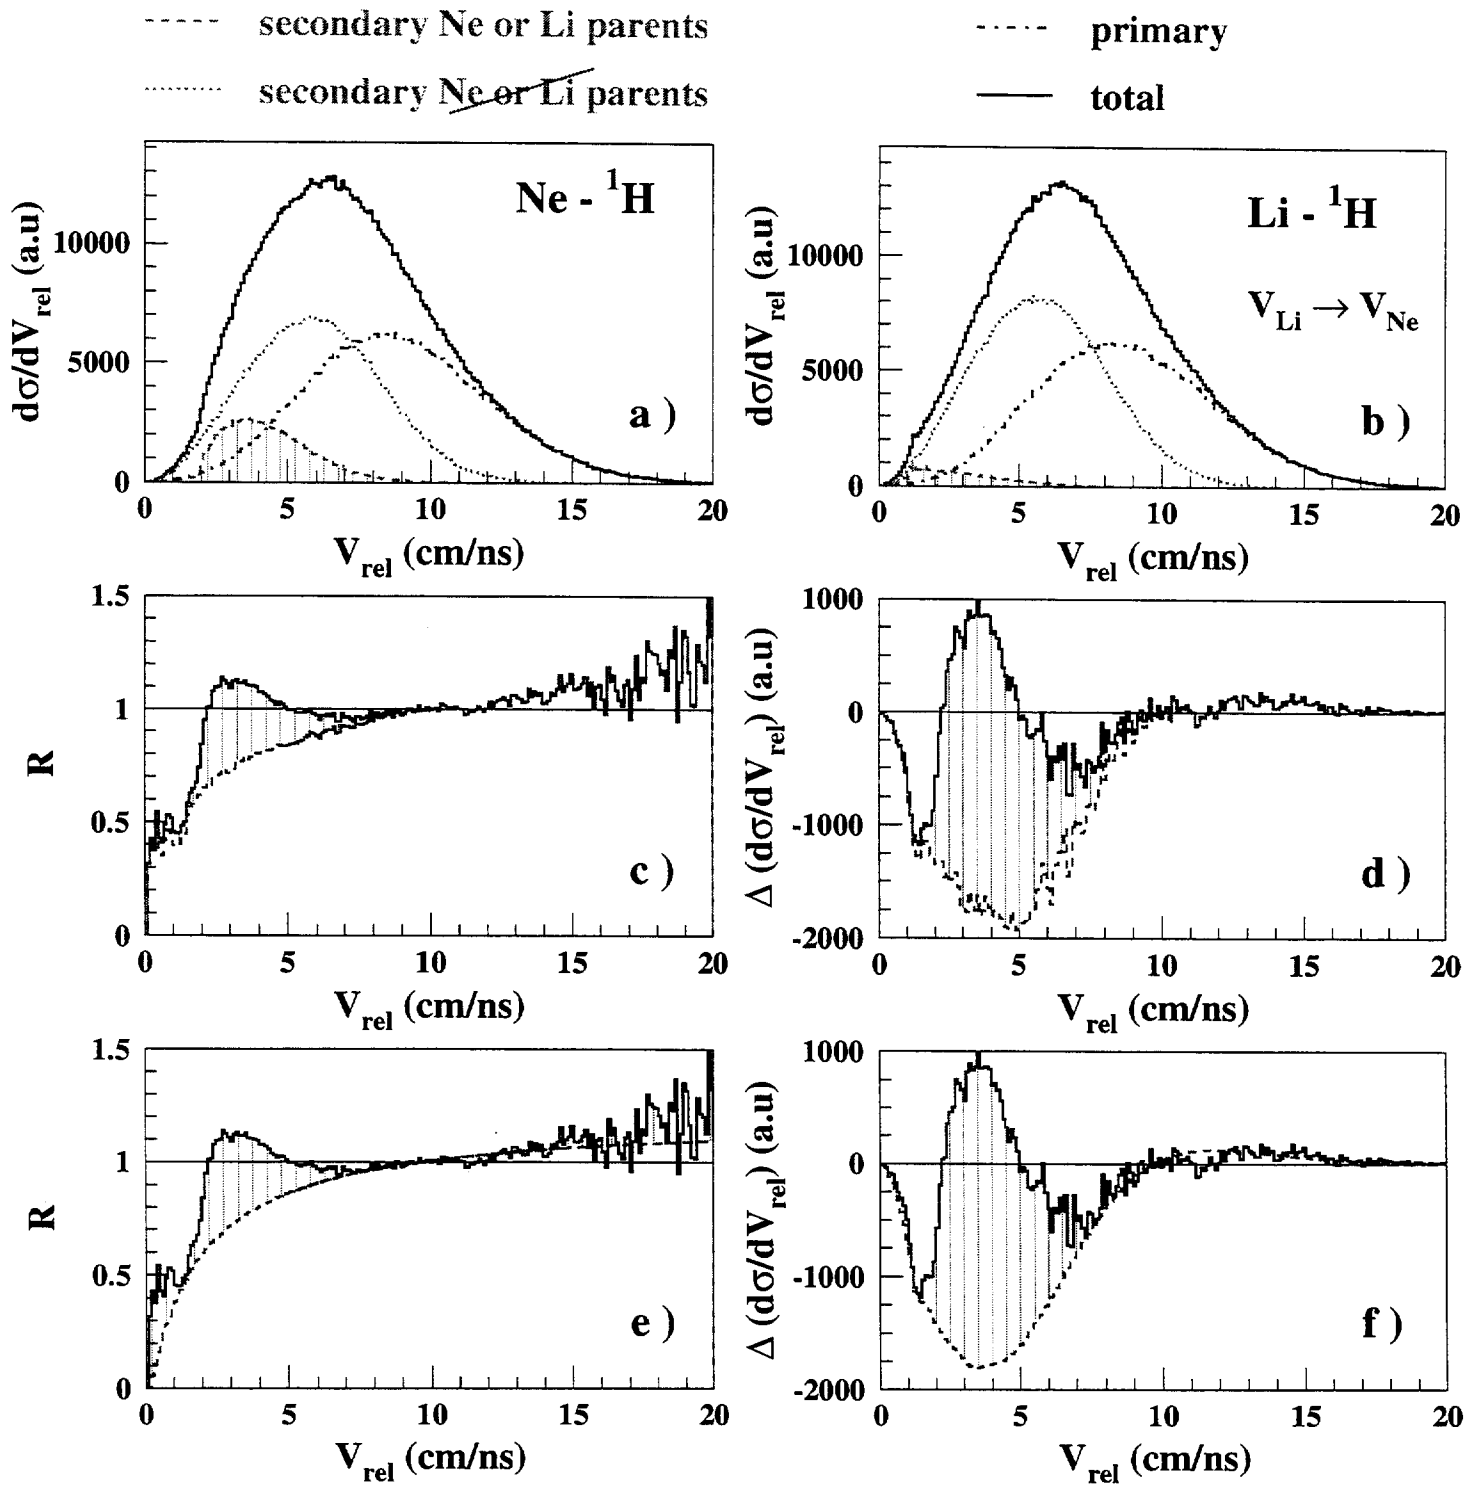 secondary Ne or Li parents
primary
secondary Ne or Li parents
total
Ne - ¹H
dσ/dV_rel (a.u)
10000
5000
0
a )
0 5 10 15 20
V_rel (cm/ns)
Li - ¹H
V_Li → V_Ne
dσ/dV_rel (a.u)
10000
5000
0
b )
0 5 10 15 20
V_rel (cm/ns)
1.5
1
0.5
0
R
c )
0 5 10 15 20
V_rel (cm/ns)
1000
0
-1000
-2000
Δ (dσ/dV_rel) (a.u)
d )
0 5 10 15 20
V_rel (cm/ns)
1.5
1
0.5
0
R
e )
0 5 10 15 20
V_rel (cm/ns)
1000
0
-1000
-2000
Δ (dσ/dV_rel) (a.u)
f )
0 5 10 15 20
V_rel (cm/ns)